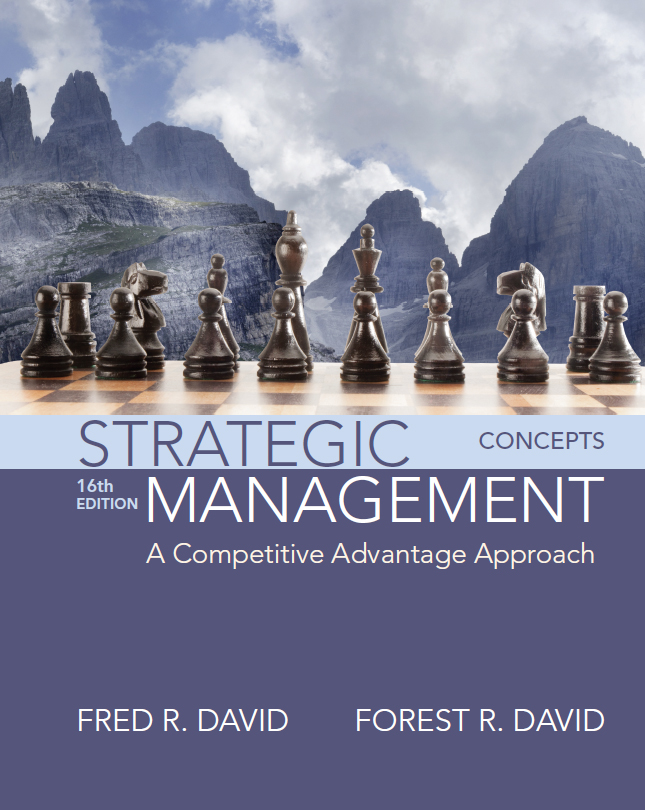 STRATEGIC CONCEPTS
16th
EDITION
MANAGEMENT
A Competitive Advantage Approach
FRED R. DAVID FOREST R. DAVID